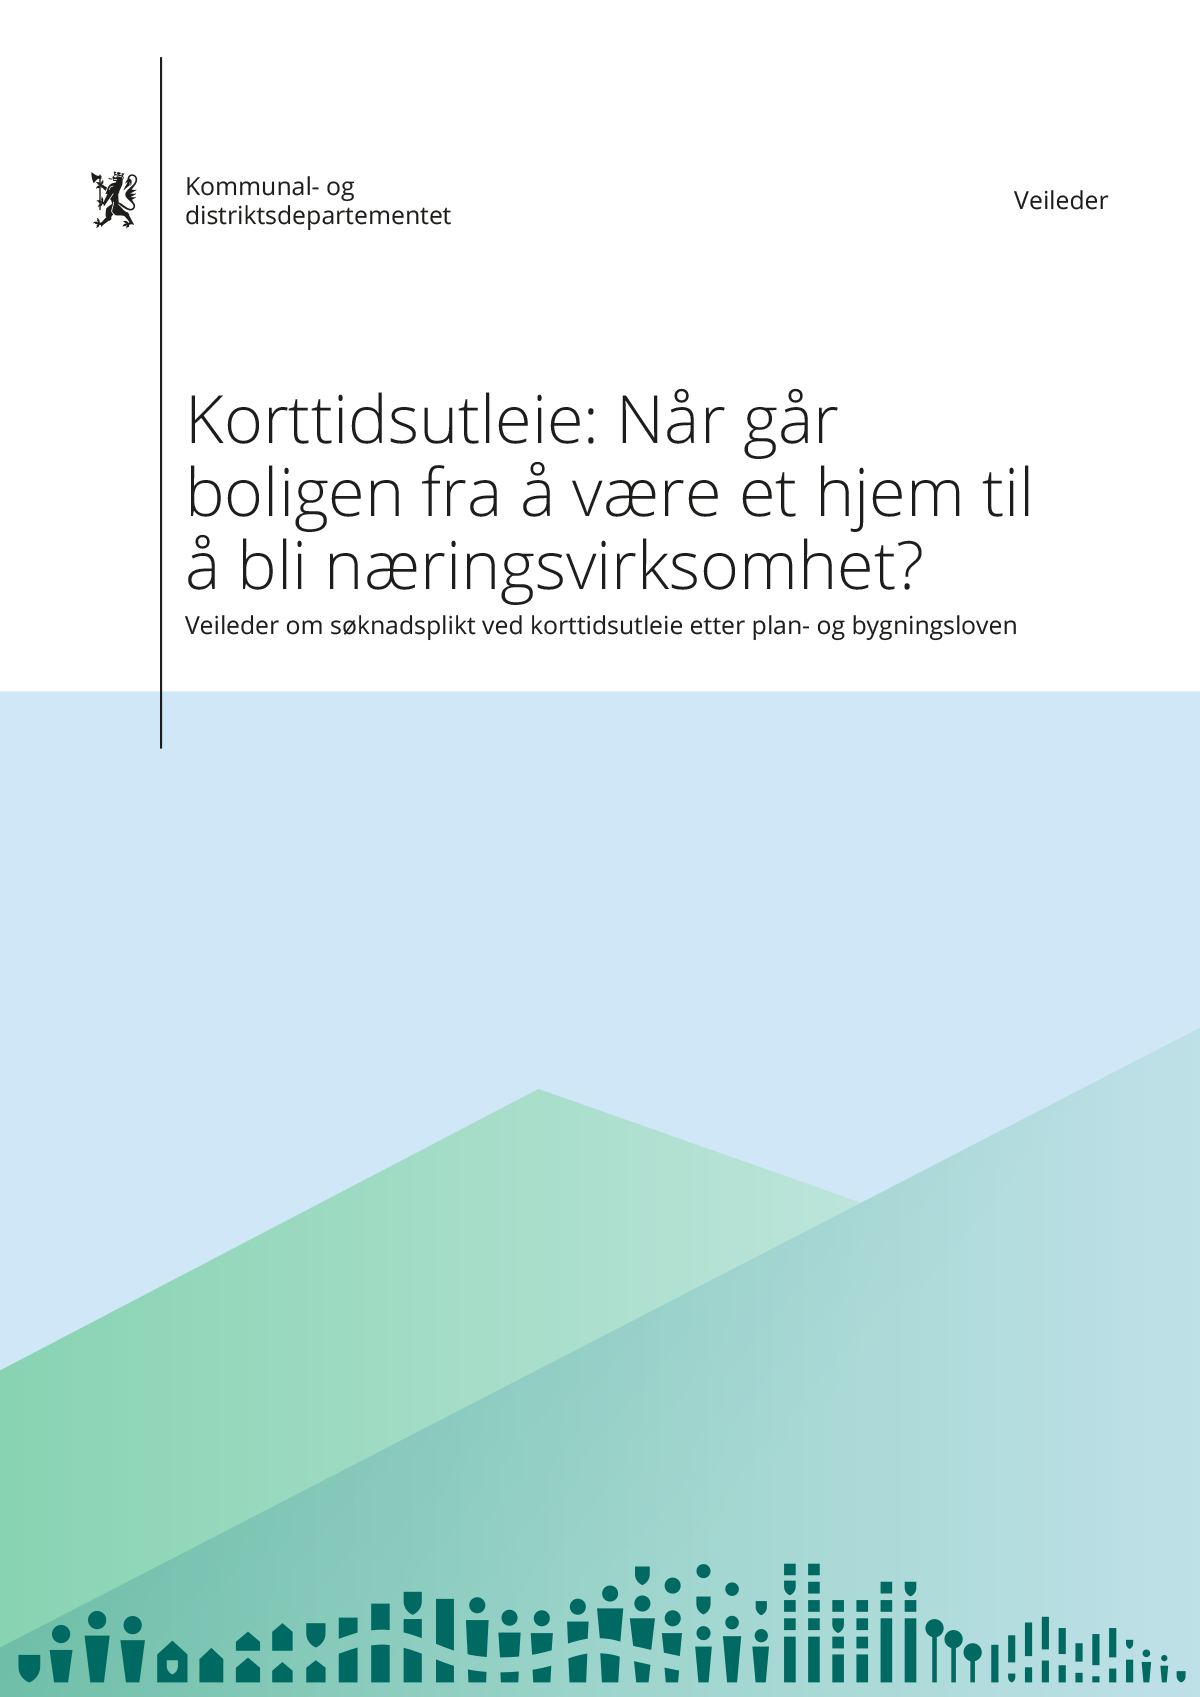 Kommunal- og
distriktsdepartementet
Veileder
Korttidsutleie: Når går
boligen fra å være et hjem til
å bli næringsvirksomhet?
Veileder om søknadsplikt ved korttidsutleie etter plan- og bygningsloven